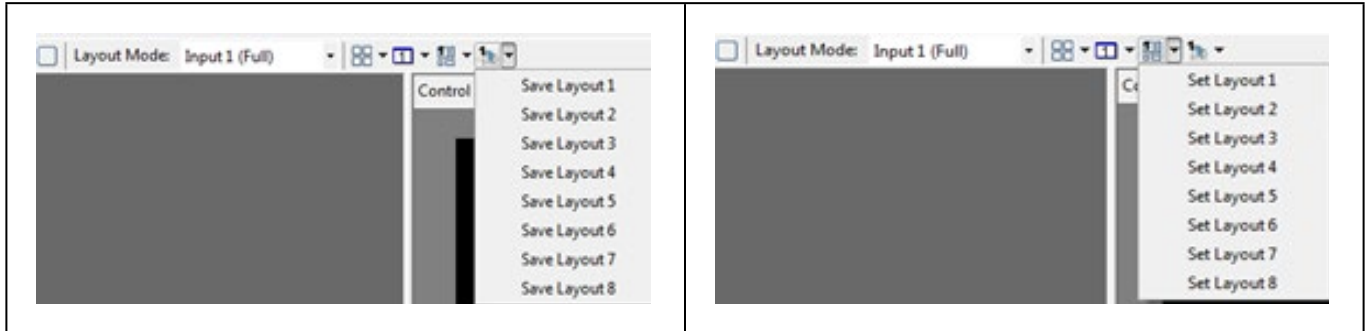 Layout Mode: Input 1 (Full)
Control
Save Layout 1
Save Layout 2
Save Layout 3
Save Layout 4
Save Layout 5
Save Layout 6
Save Layout 7
Save Layout 8
Layout Mode: Input 1 (Full)
Co
Set Layout 1
Set Layout 2
Set Layout 3
Set Layout 4
Set Layout 5
Set Layout 6
Set Layout 7
Set Layout 8